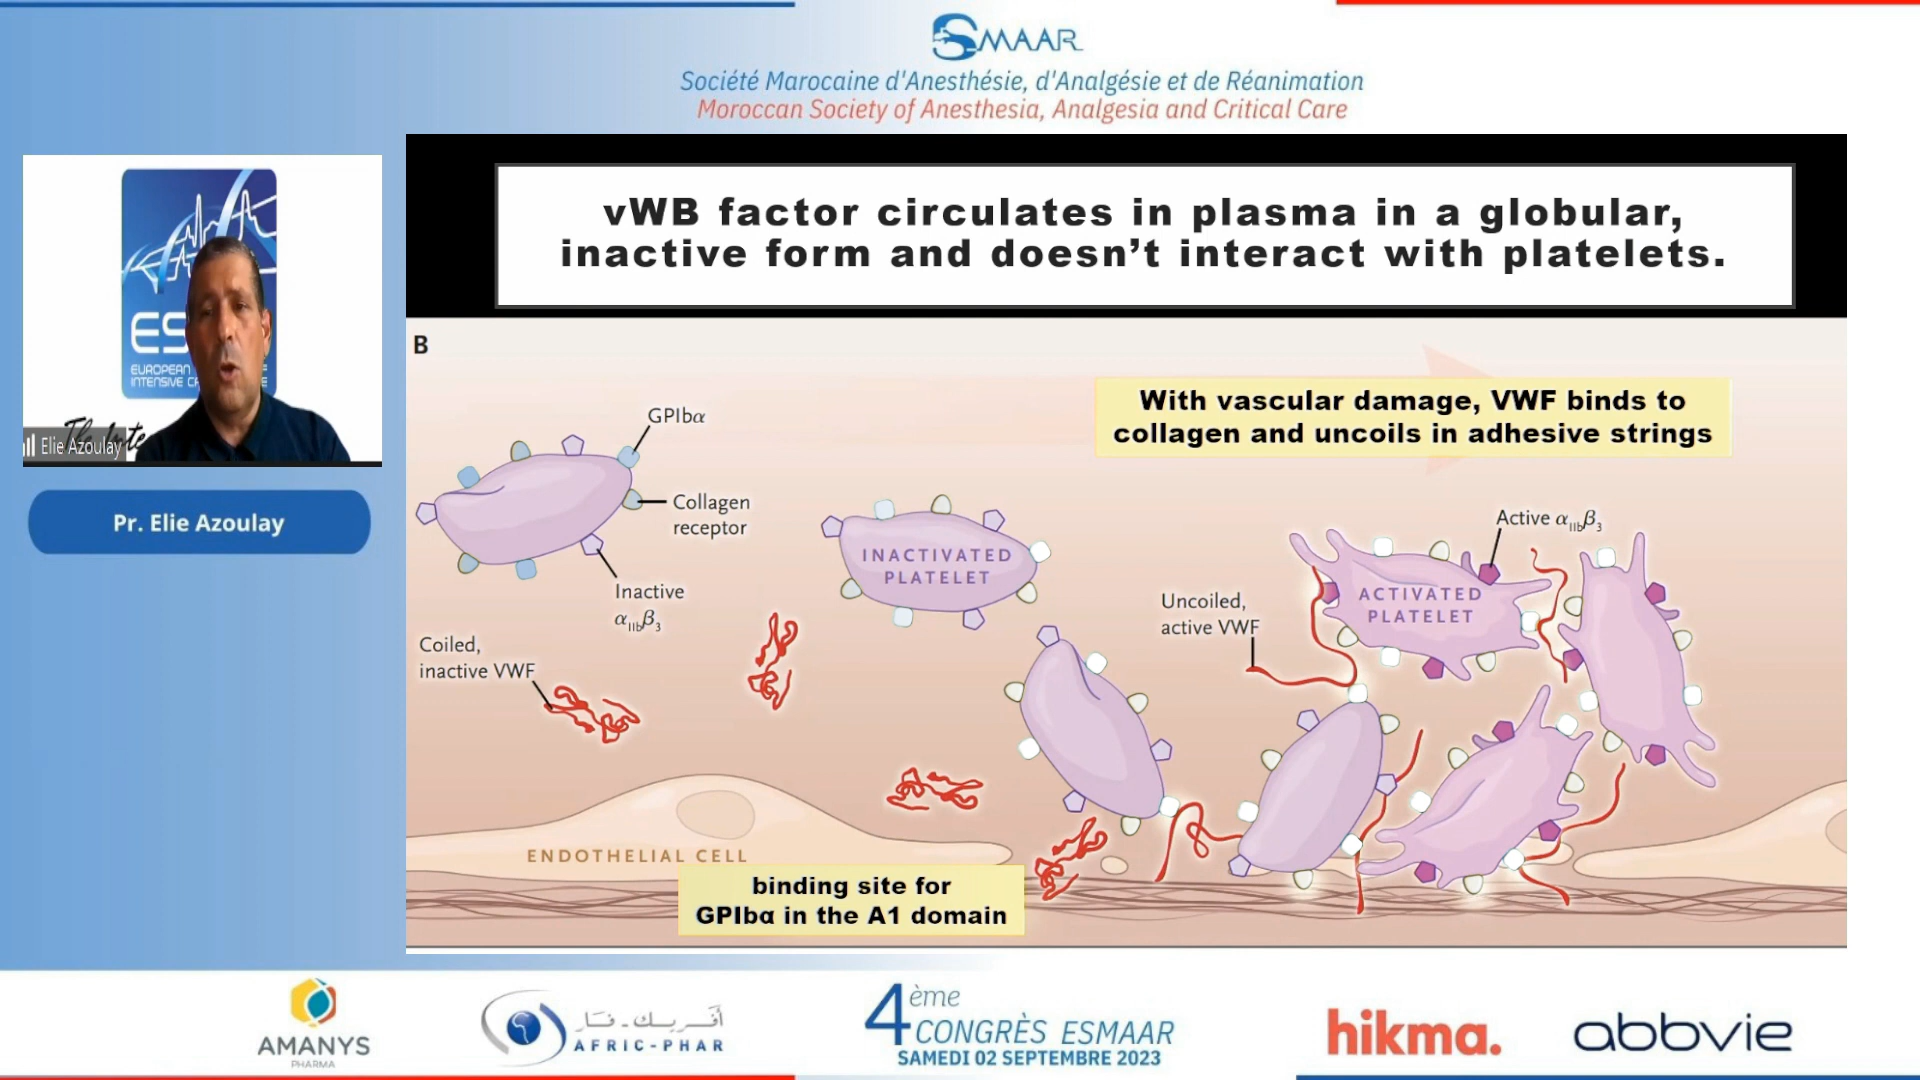 SMAAR
Société Marocaine d'Anesthésie, d'Analgésie et de Réanimation
Moroccan Society of Anesthesia, Analgesia and Critical Care
ES
EUROPEAN
INTENSIVE
Elie Azoulay
Pr. Elie Azoulay
vWB factor circulates in plasma in a globular,
inactive form and doesn’t interact with platelets.
B
With vascular damage, VWF binds to
collagen and uncoils in adhesive strings
GPIbα
Collagen
receptor
Inactive
αIIbβ3
Coiled,
inactive VWF
INACTIVATED
PLATELET
Uncoiled,
active VWF
Active αIIbβ3
ACTIVATED
PLATELET
ENDOTHELIAL CELL
binding site for
GPIbα in the A1 domain
AMANYS
PHARMA
أفريك-فار
AFRIC-PHAR
4ème
CONGRÈS ESMAAR
SAMEDI 02 SEPTEMBRE 2023
hikma.
abbvie